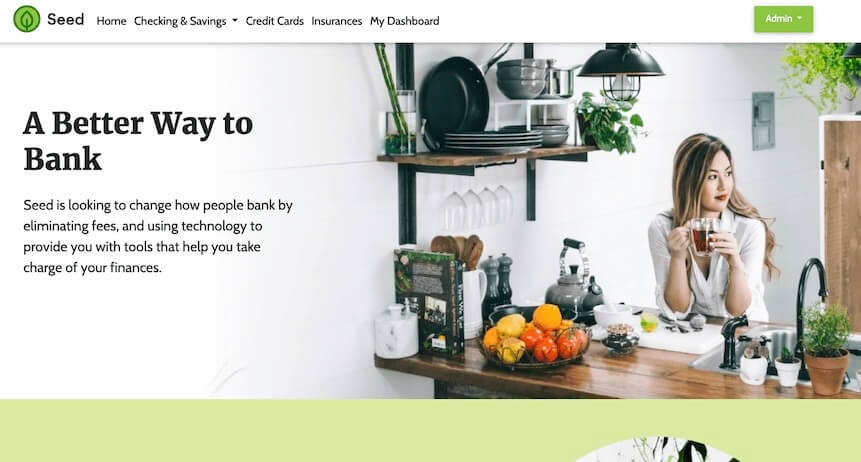 Seed Home Checking & Savings Credit Cards Insurances My Dashboard Admin
A Better Way to
Bank
Seed is looking to change how people bank by
eliminating fees, and using technology to
provide you with tools that help you take
charge of your finances.